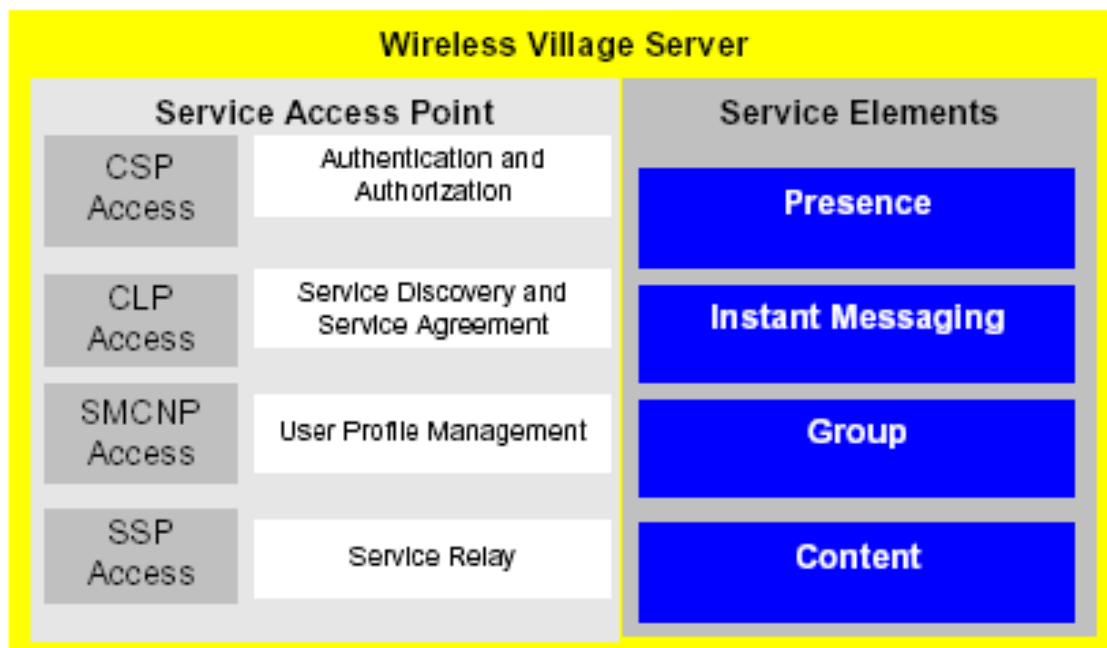 Wireless Village Server
Service Access Point
CSP
Access
Authentication and
Authorization
CLP
Access
Service Discovery and
Service Agreement
SMCNP
Access
User Profile Management
SSP
Access
Service Relay
Service Elements
Presence
Instant Messaging
Group
Content